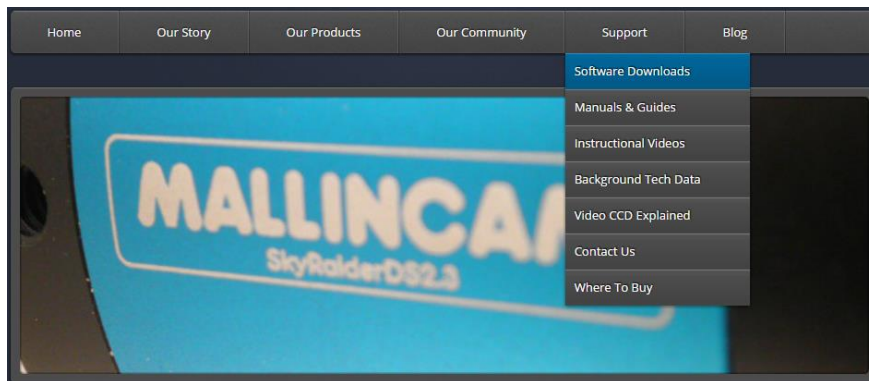 Home Our Story Our Products Our Community Support Blog
Software Downloads
Manuals & Guides
Instructional Videos
Background Tech Data
Video CCD Explained
Contact Us
Where To Buy
MALLINCA
SkyRaiderDS2.3